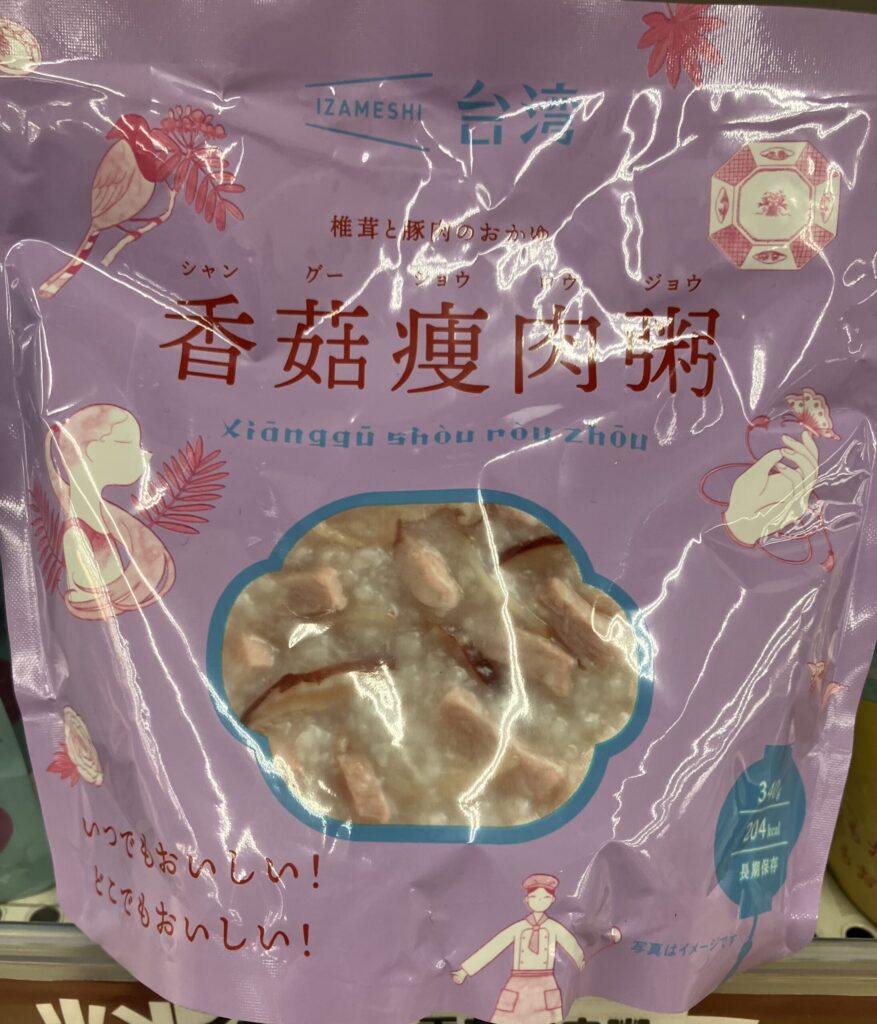 IZAMESHI 台湾
椎茸と豚肉のおかゆ
シャン グー ショウ ロウ ジョウ
香菇痩肉粥
Xiānggū shòu ròu zhōu
いつでもおいしい!
どこでもおいしい!
340g
204kcal
長期保存
写真はイメージです